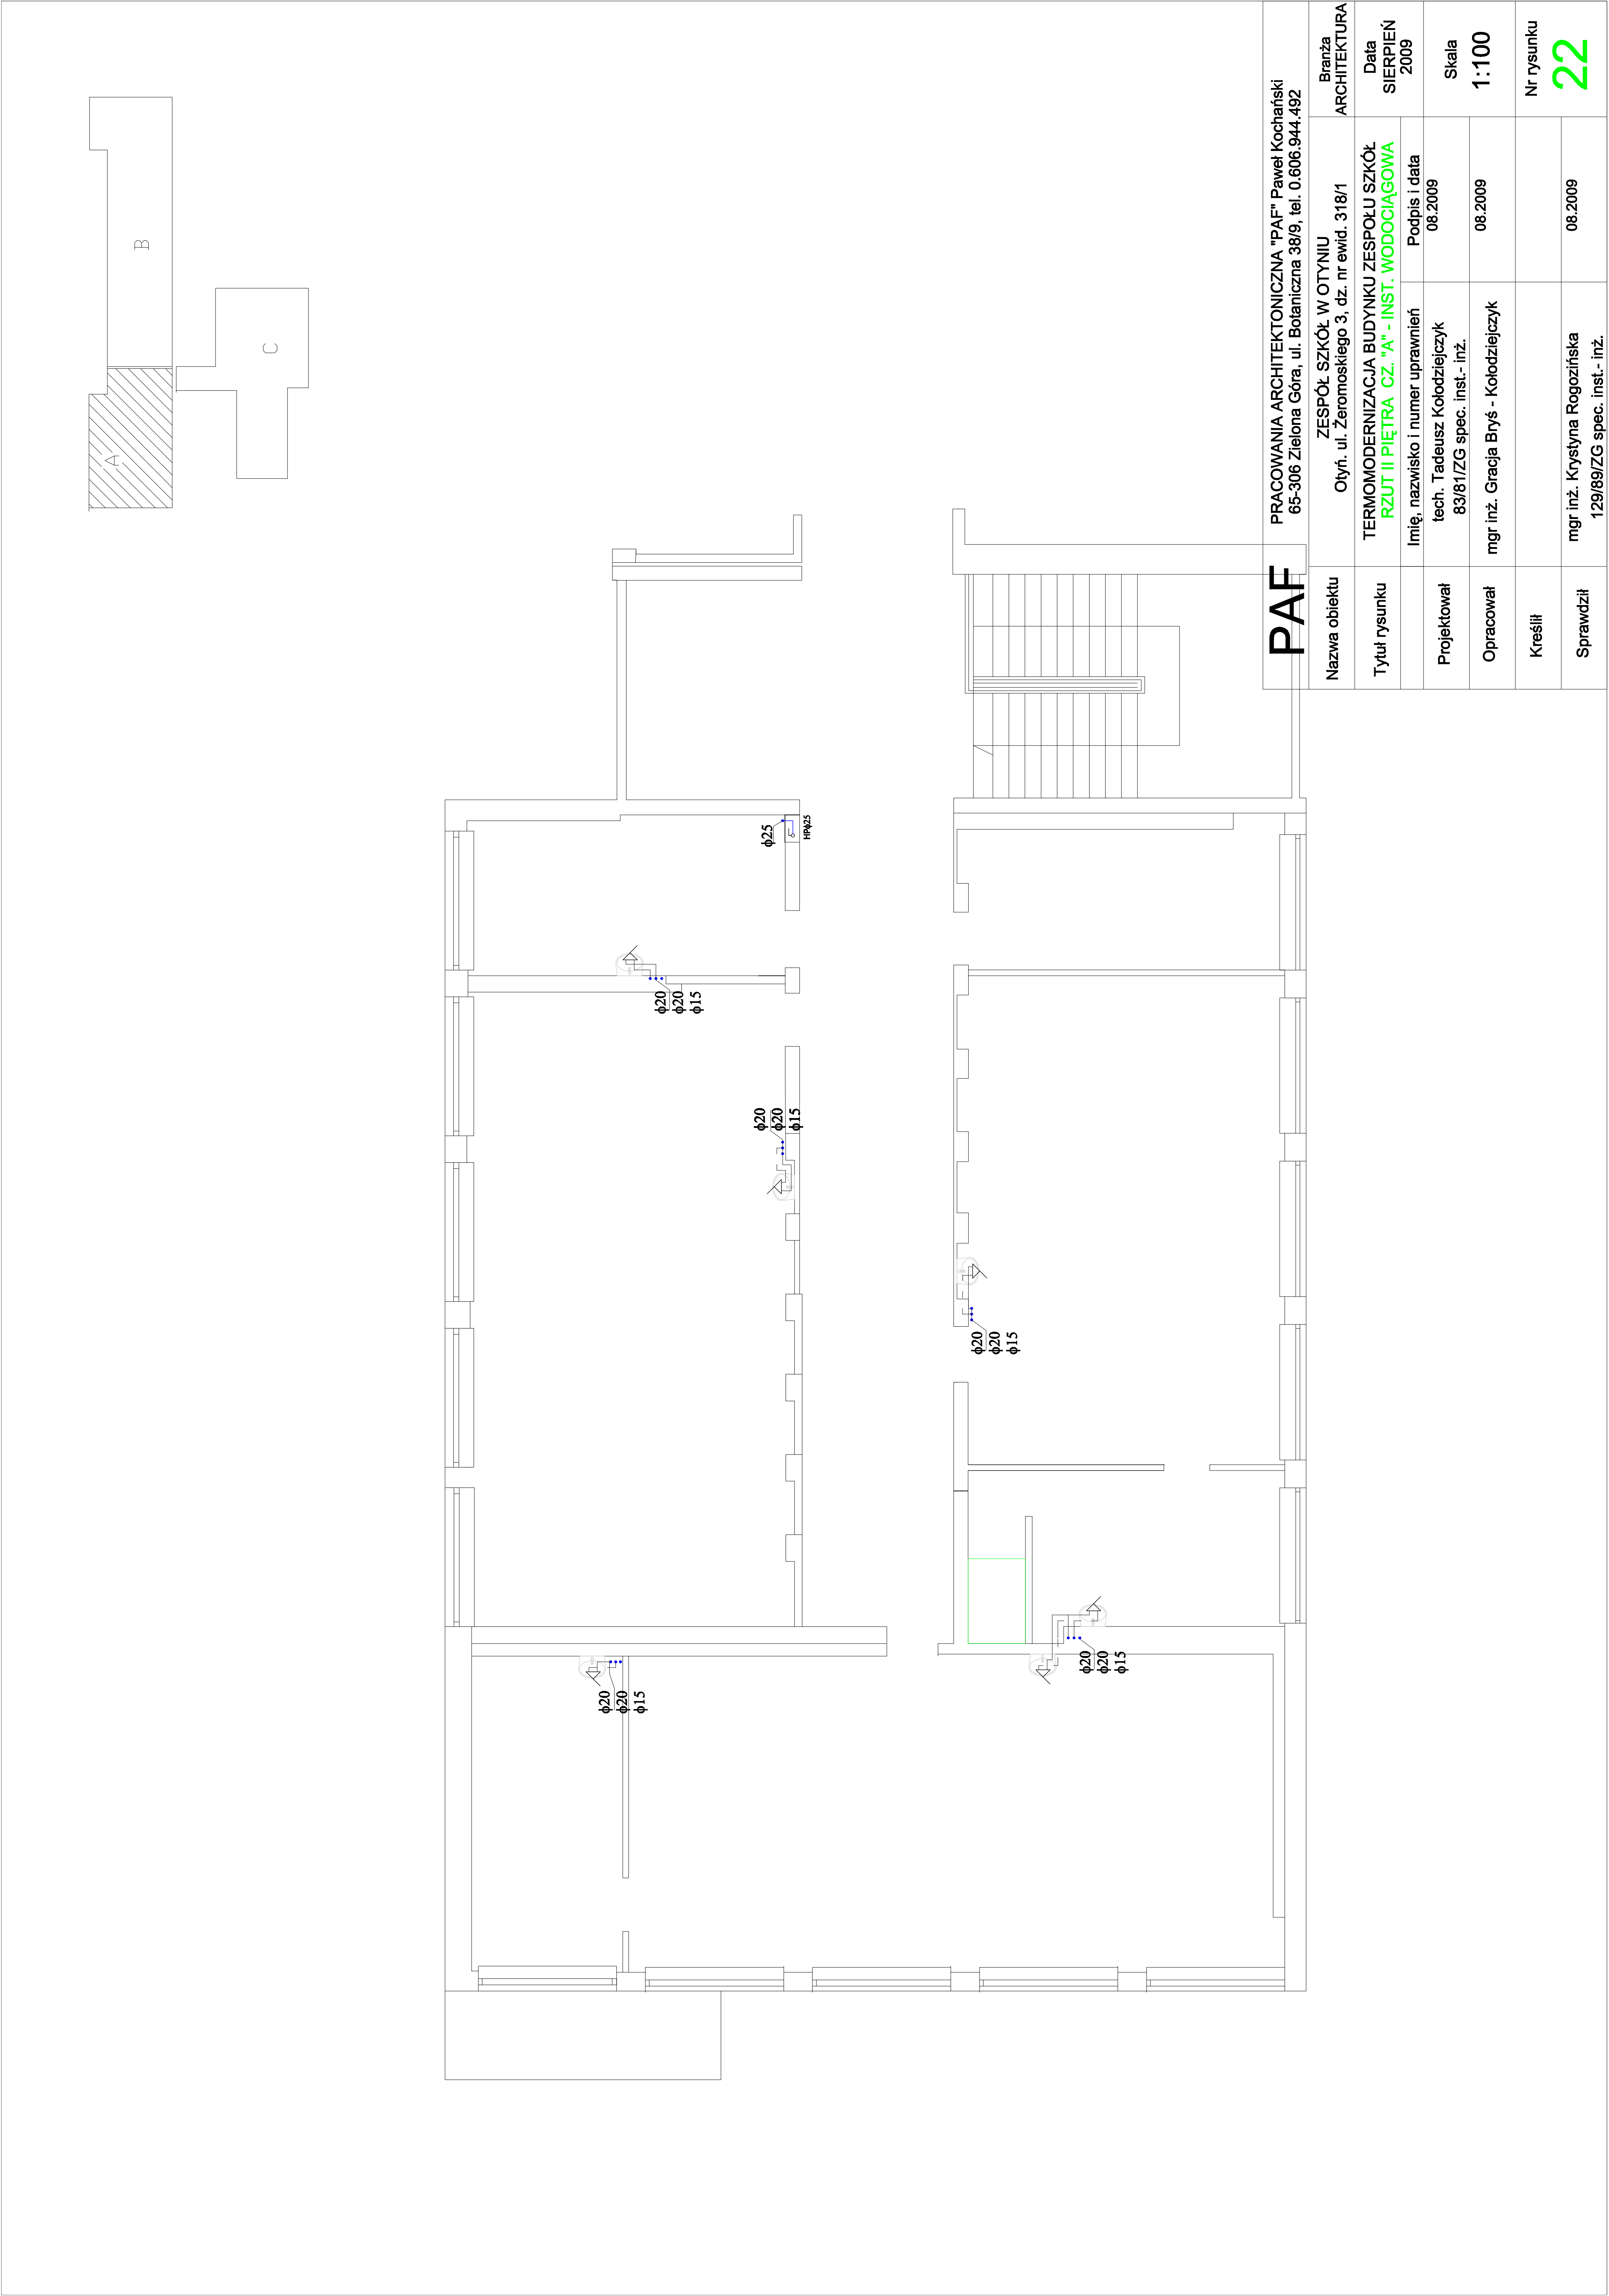 A
B
C
ϕ25
HPϕ25
ϕ20
ϕ20
ϕ15
ϕ20
ϕ20
ϕ15
ϕ20
ϕ20
ϕ15
ϕ20
ϕ20
ϕ15
ϕ20
ϕ20
ϕ15
PAF
PRACOWANIA ARCHITEKTONICZNA "PAF" Paweł Kochański
65-306 Zielona Góra, ul. Botaniczna 38/9, tel. 0.606.944.492
Nazwa obiektu
ZESPÓŁ SZKÓŁ W OTYNIU
Otyń. ul. Żeromoskiego 3, dz. nr ewid. 318/1
Branża
ARCHITEKTURA
Tytuł rysunku
TERMOMODERNIZACJA BUDYNKU ZESPOŁU SZKÓŁ
RZUT II PIĘTRA CZ. "A" - INST. WODOCIĄGOWA
Data
SIERPIEŃ
2009
Imię, nazwisko i numer uprawnień
Podpis i data
Projektował
tech. Tadeusz Kołodziejczyk
83/81/ZG spec. inst.- inż.
08.2009
Skala
1:100
Opracował
mgr inż. Gracja Bryś - Kołodziejczyk
08.2009
Kreślił
Nr rysunku
22
Sprawdził
mgr inż. Krystyna Rogozińska
129/89/ZG spec. inst.- inż.
08.2009